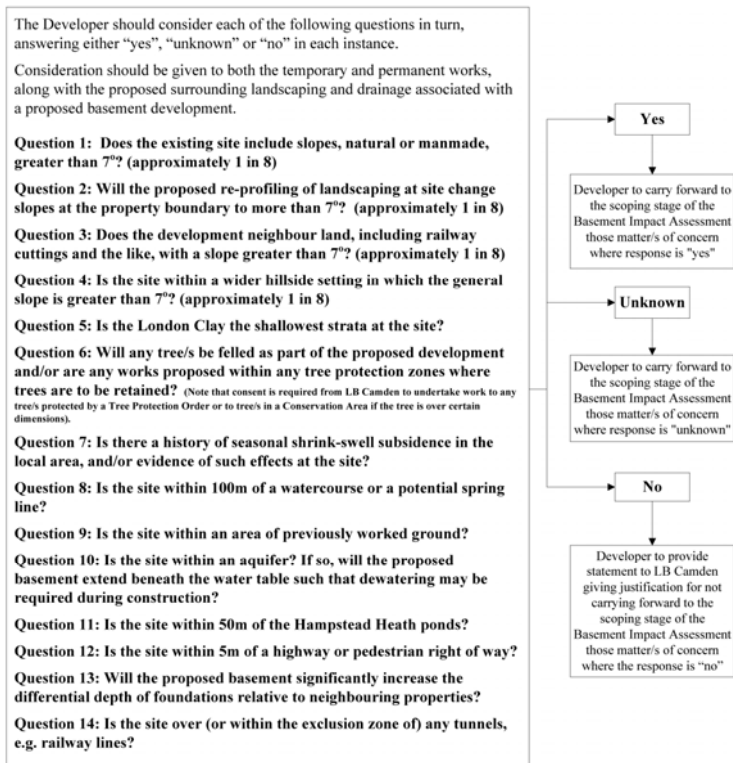 The Developer should consider each of the following questions in turn,
answering either “yes”, “unknown” or “no” in each instance.
Consideration should be given to both the temporary and permanent works,
along with the proposed surrounding landscaping and drainage associated with
a proposed basement development.
Question 1: Does the existing site include slopes, natural or manmade,
greater than 7°? (approximately 1 in 8)
Question 2: Will the proposed re-profiling of landscaping at site change
slopes at the property boundary to more than 7°? (approximately 1 in 8)
Question 3: Does the development neighbour land, including railway
cuttings and the like, with a slope greater than 7°? (approximately 1 in 8)
Question 4: Is the site within a wider hillside setting in which the general
slope is greater than 7°? (approximately 1 in 8)
Question 5: Is the London Clay the shallowest strata at the site?
Question 6: Will any tree/s be felled as part of the proposed development
and/or are any works proposed within any tree protection zones where
trees are to be retained? (Note that consent is required from LB Camden to undertake work to any
tree/s protected by a Tree Protection Order or to tree/s in a Conservation Area if the tree is over certain
dimensions).
Question 7: Is there a history of seasonal shrink-swell subsidence in the
local area, and/or evidence of such effects at the site?
Question 8: Is the site within 100m of a watercourse or a potential spring
line?
Question 9: Is the site within an area of previously worked ground?
Question 10: Is the site within an aquifer? If so, will the proposed
basement extend beneath the water table such that dewatering may be
required during construction?
Question 11: Is the site within 50m of the Hampstead Heath ponds?
Question 12: Is the site within 5m of a highway or pedestrian right of way?
Question 13: Will the proposed basement significantly increase the
differential depth of foundations relative to neighbouring properties?
Question 14: Is the site over (or within the exclusion zone of) any tunnels,
e.g. railway lines?
Yes
Developer to carry forward to
the scoping stage of the
Basement Impact Assessment
those matter/s of concern
where response is "yes"
Unknown
Developer to carry forward to
the scoping stage of the
Basement Impact Assessment
those matter/s of concern
where response is "unknown"
No
Developer to provide
statement to LB Camden
giving justification for not
carrying forward to the
scoping stage of the
Basement Impact Assessment
those matter/s of concern
where the response is “no”